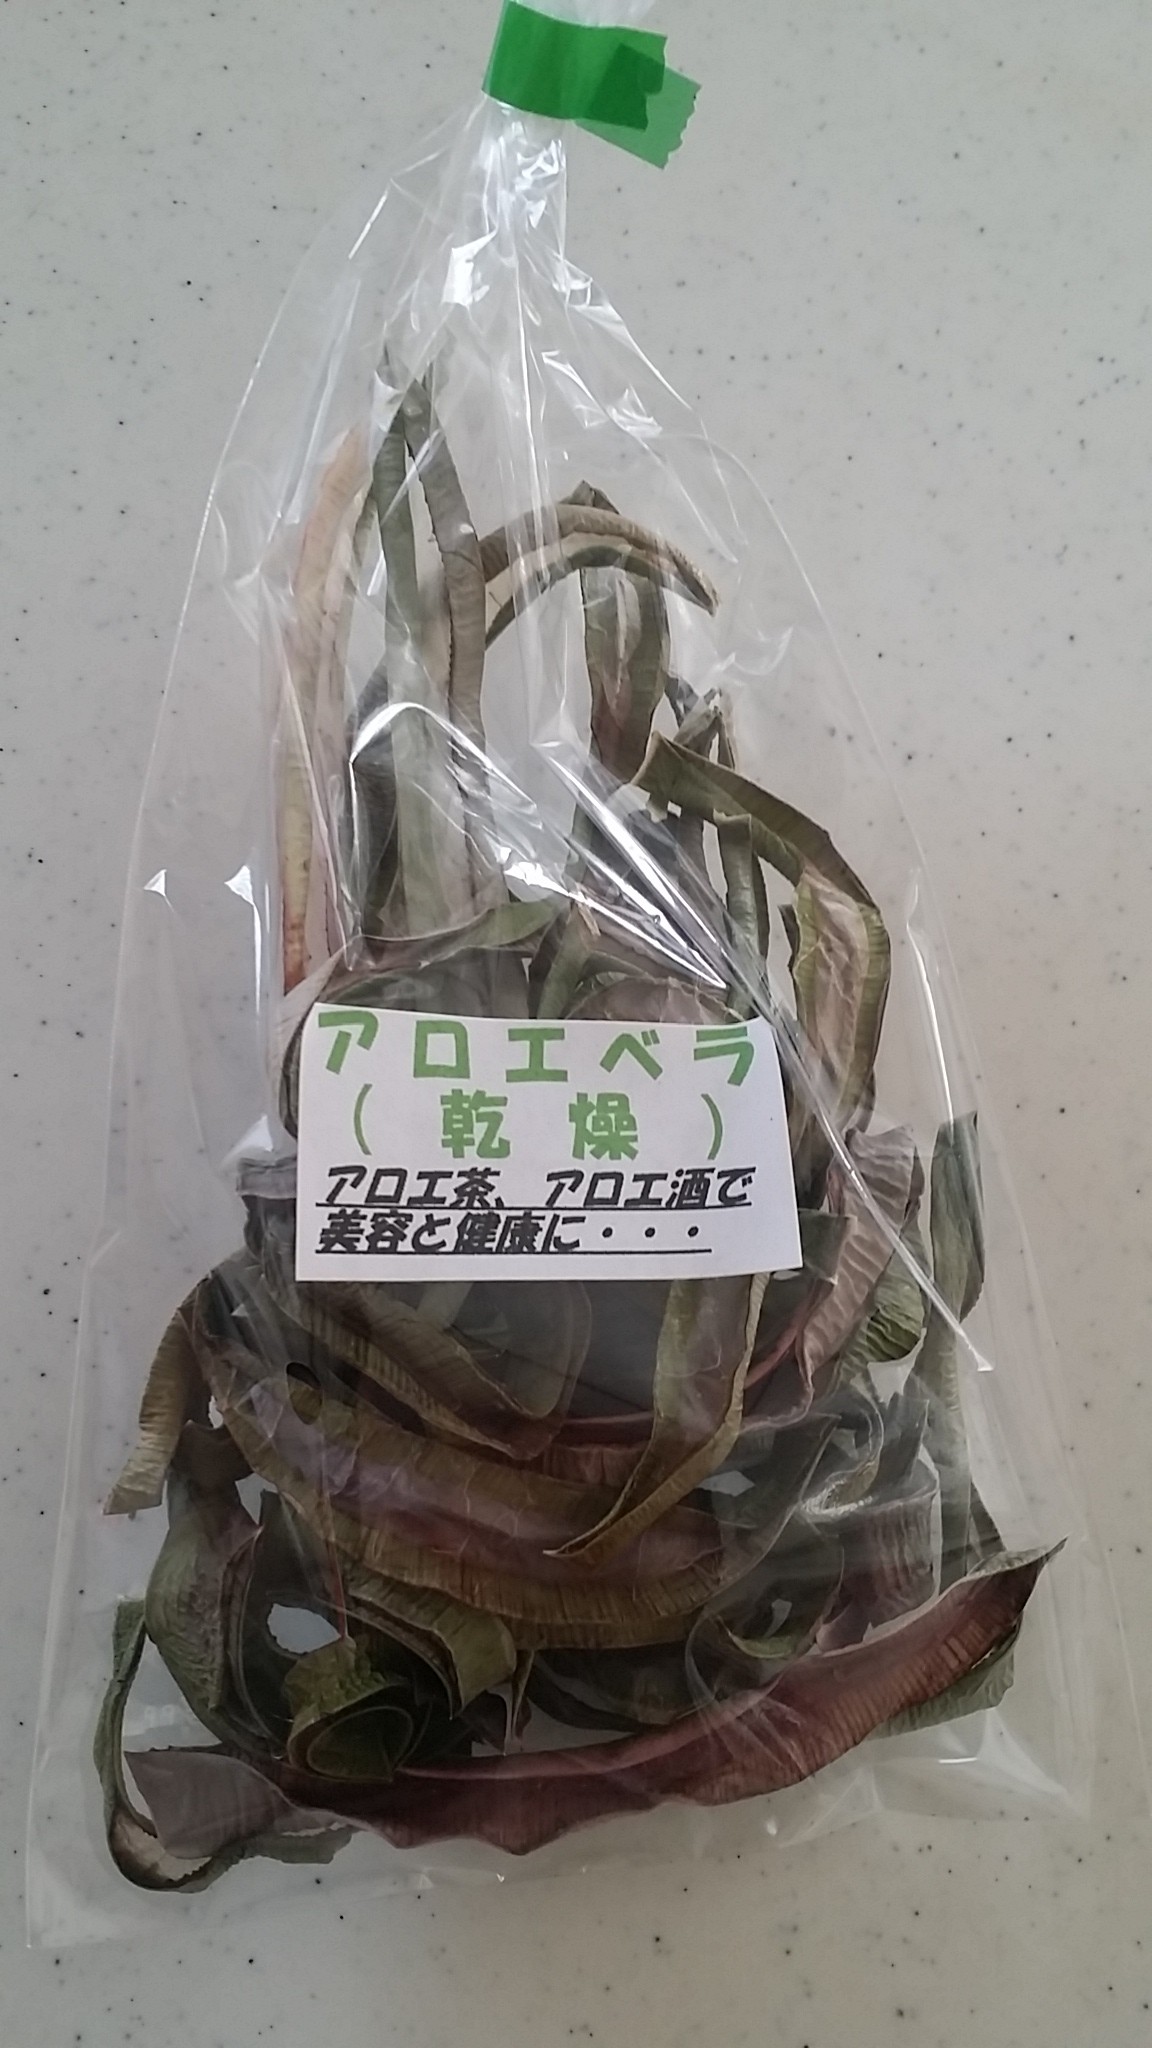 アロエベラ
(乾燥)
アロエ茶、アロエ酒で
美容と健康に・・・